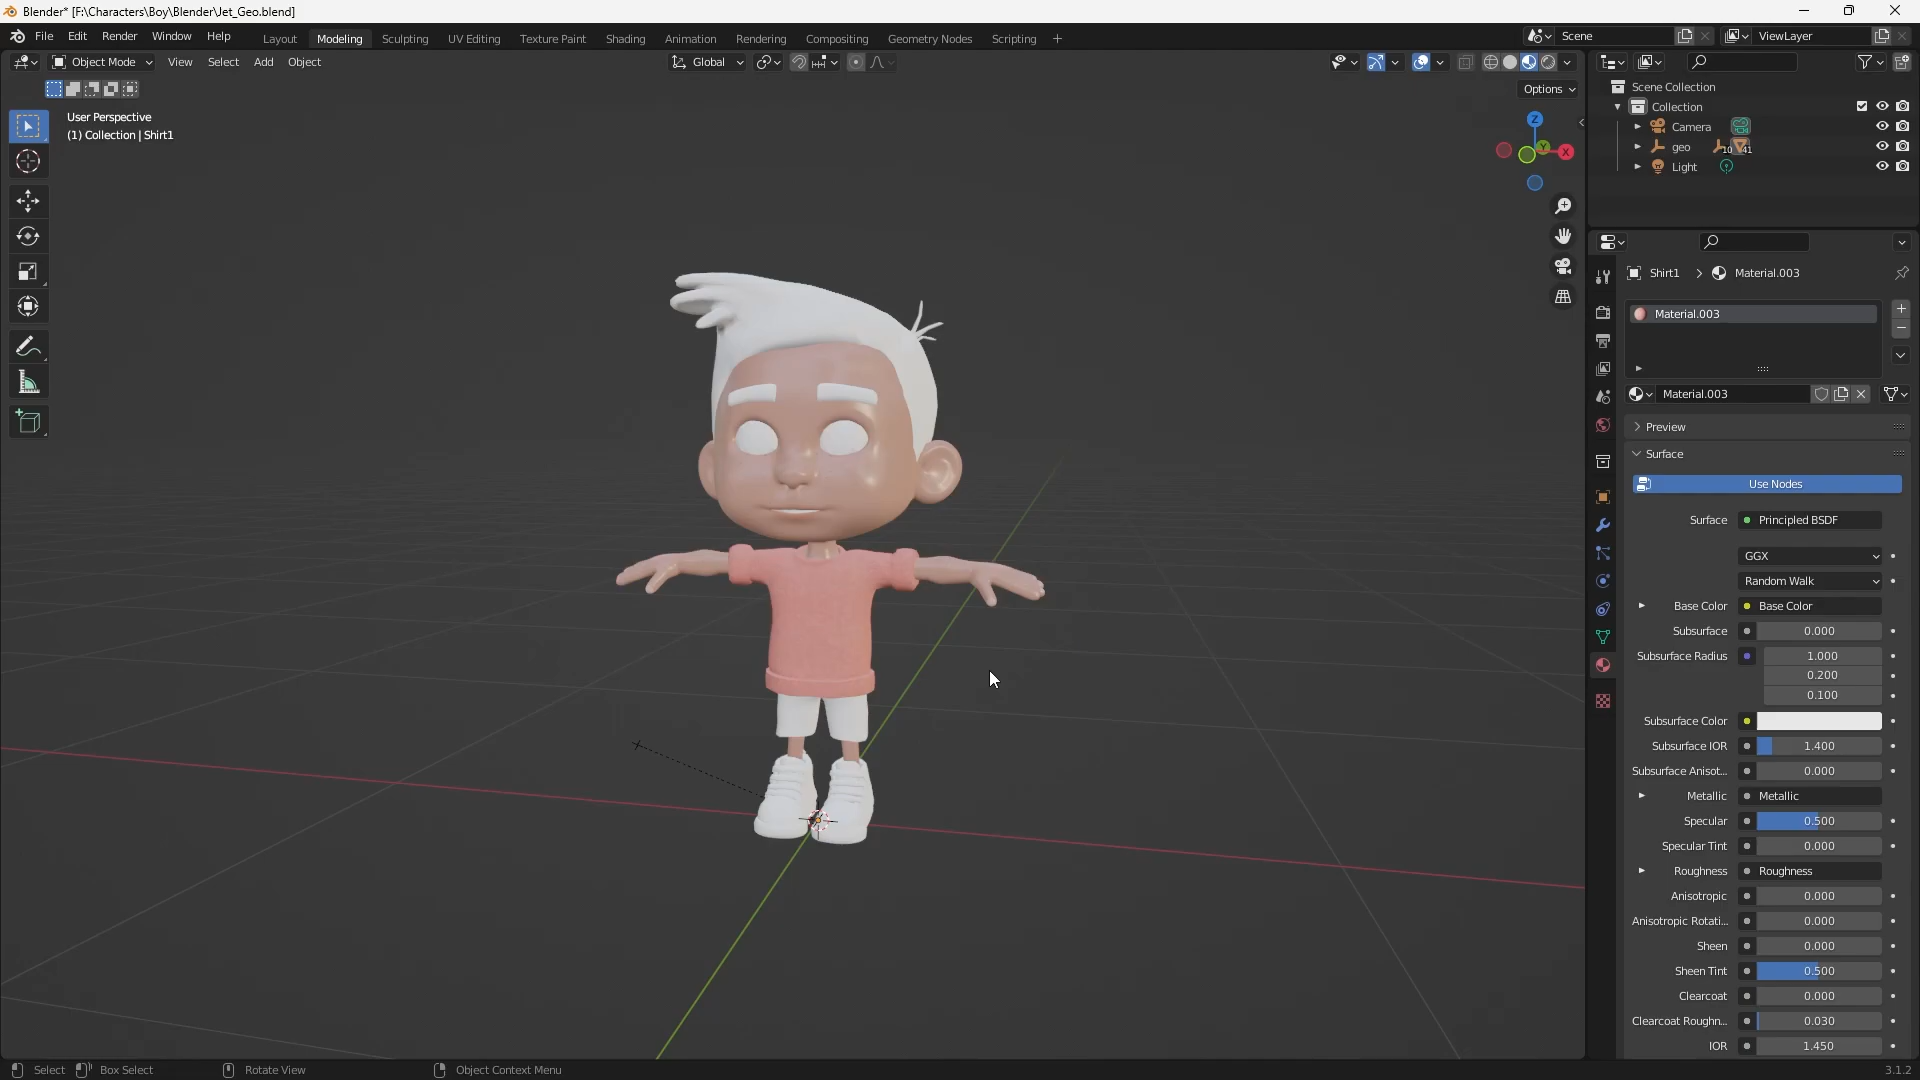 Blender* [F:\Characters\Boy\Blender\Jet_Geo.blend]
File Edit Render Window Help Layout Modeling Sculpting UV Editing Texture Paint Shading Animation Rendering Compositing Geometry Nodes Scripting + Scene ViewLayer
Object Mode View Select Add Object Global
Options
User Perspective
(1) Collection | Shirt1
Z
Y
X
Scene Collection
Collection
Camera
geo 10 41
Light
Shirt1 > Material.003
Material.003
Material.003
Preview
Surface
Use Nodes
Surface Principled BSDF
GGX
Random Walk
Base Color Base Color
Subsurface 0.000
Subsurface Radius 1.000
0.200
0.100
Subsurface Color
Subsurface IOR 1.400
Subsurface Anisot... 0.000
Metallic Metallic
Specular 0.500
Specular Tint 0.000
Roughness Roughness
Anisotropic 0.000
Anisotropic Rotati... 0.000
Sheen 0.000
Sheen Tint 0.500
Clearcoat 0.000
Clearcoat Roughn... 0.030
IOR 1.450
Select Box Select Rotate View Object Context Menu 3.1.2